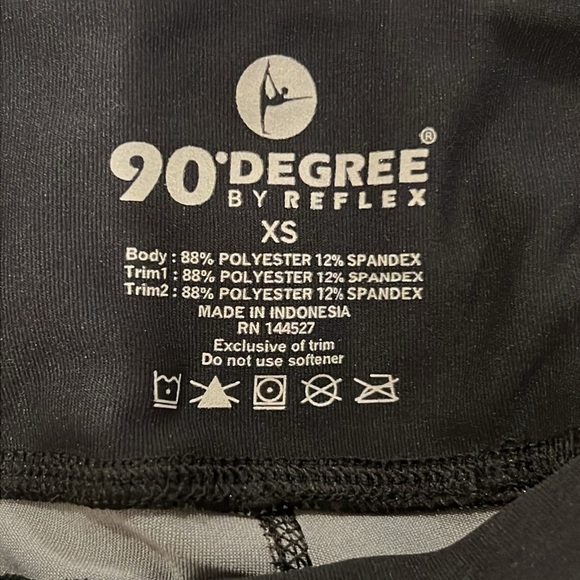 90°DEGREE®
BY REFLEX
XS
Body : 88% POLYESTER 12% SPANDEX
Trim1 : 88% POLYESTER 12% SPANDEX
Trim2 : 88% POLYESTER 12% SPANDEX
MADE IN INDONESIA
RN 144527
Exclusive of trim
Do not use softener